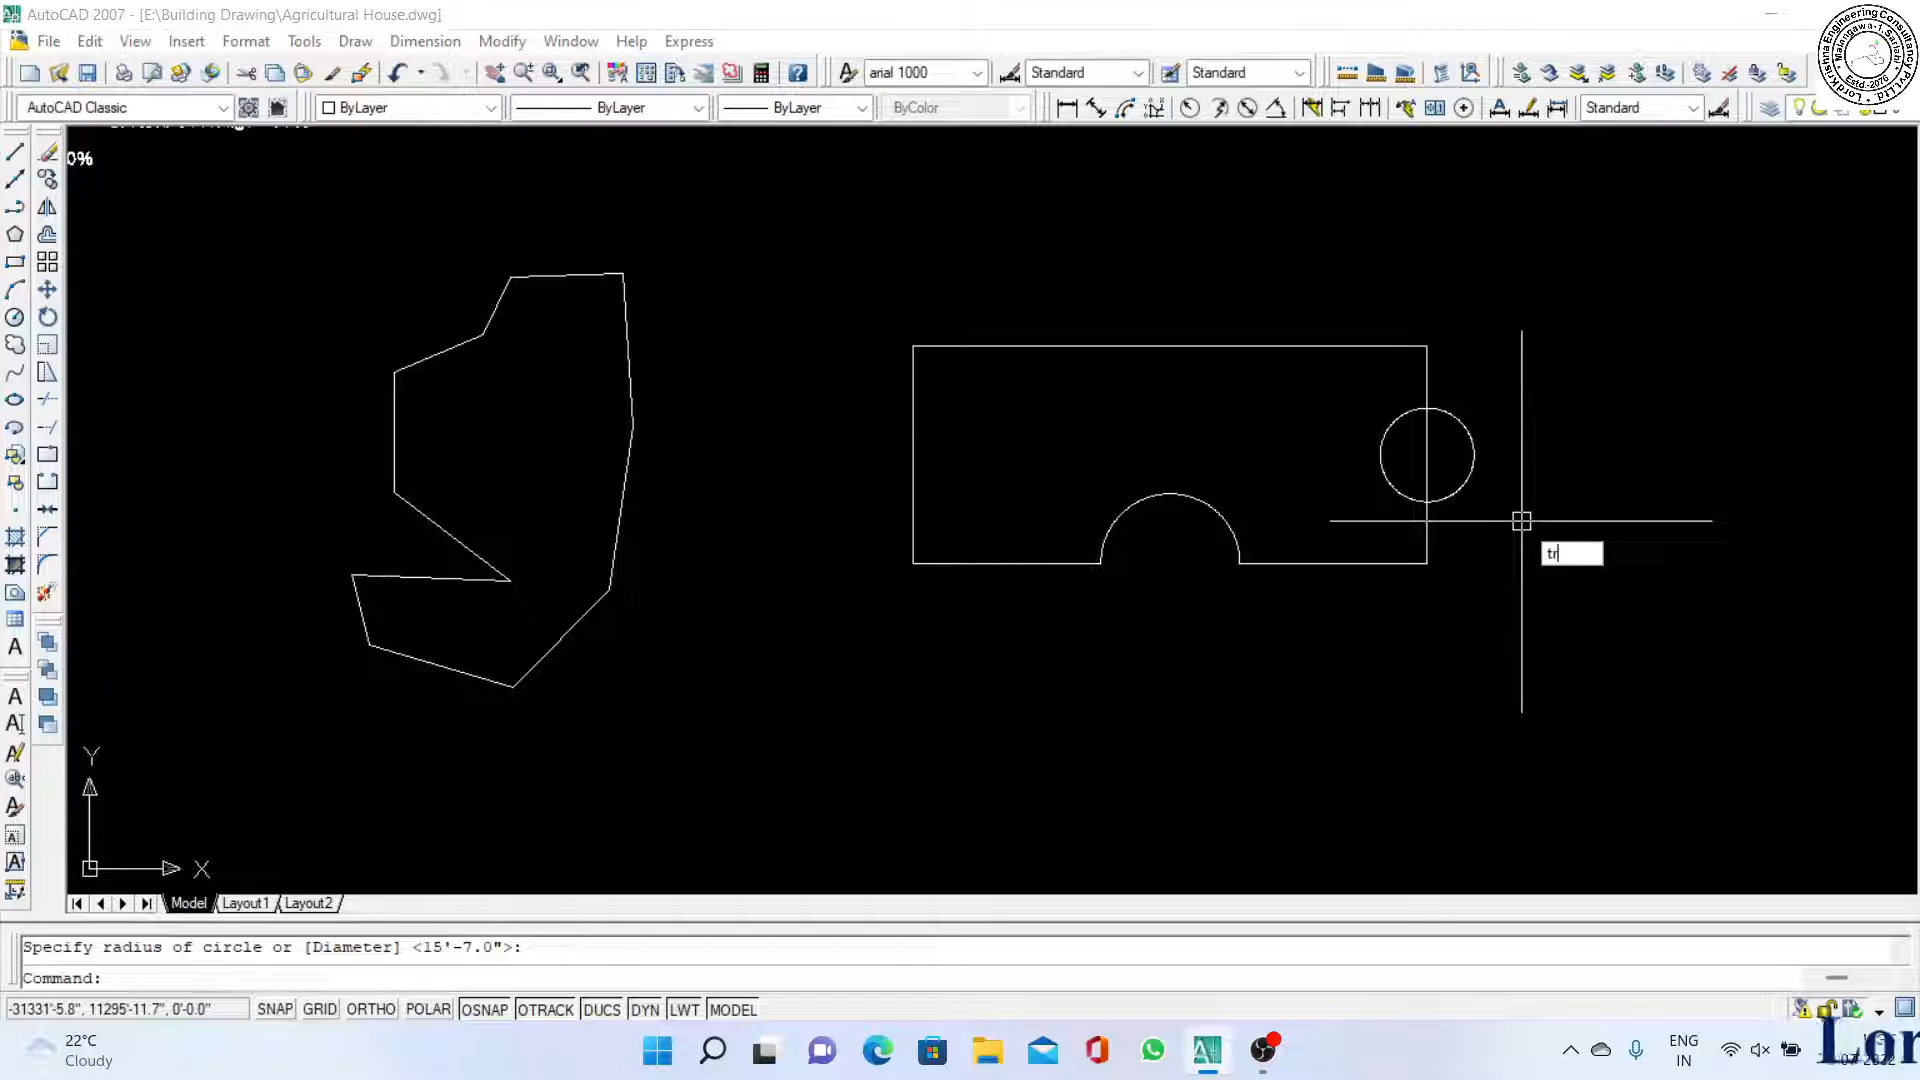 AutoCAD 2007 - [E:\Building Drawing\Agricultural House.dwg]
File Edit View Insert Format Tools Draw Dimension Modify Window Help Express
arial 1000 Standard Standard
AutoCAD Classic ByLayer ByLayer ByLayer ByColor Standard
0%
tr
Y
X
Model Layout1 Layout2
Specify radius of circle or [Diameter] <15'-7.0">:
Command:
-31331'-5.8", 11295'-11.7", 0'-0.0" SNAP GRID ORTHO POLAR OSNAP OTRACK DUCS DYN LWT MODEL
22°C
Cloudy
ENG
IN
Lor